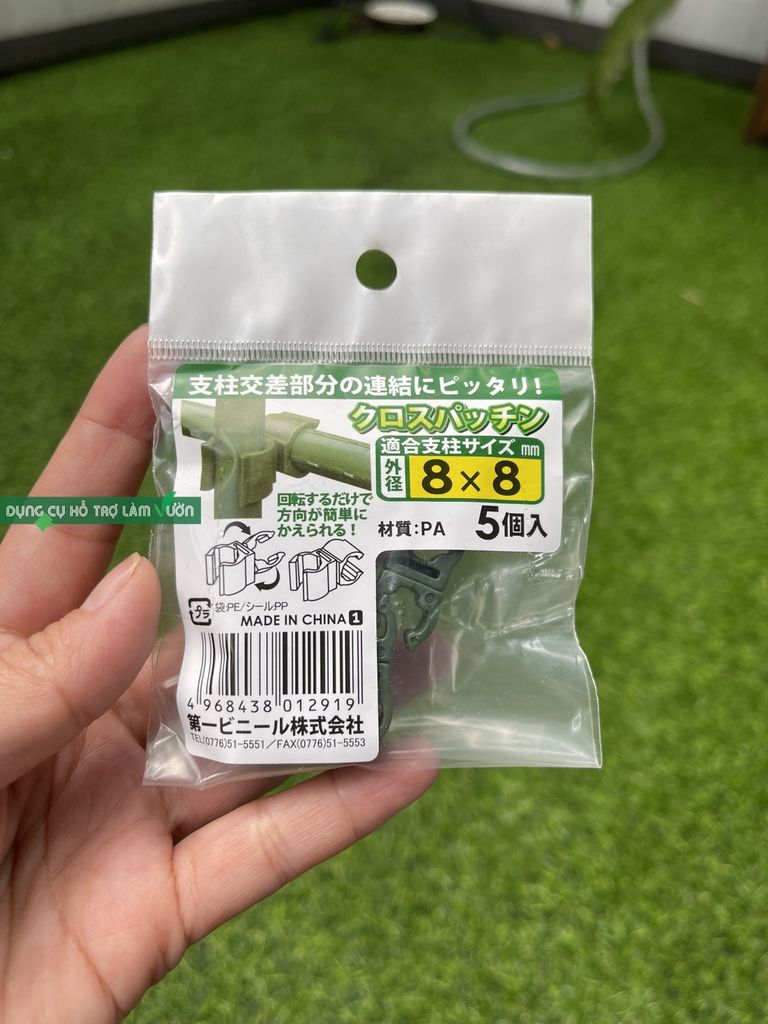 支柱交差部分の連結にピッタリ!
クロスパッチン
適合支柱サイズmm
外径
8×8
回転するだけで
方向が簡単に
かえられる!
材質:PA
5個入
DỤNG CỤ HỖ TRỢ LÀM VƯỜN
プラ
袋:PE/シール:PP
MADE IN CHINA 1
4 968438 012919
第一ビニール株式会社
TEL(0776)51-5551/FAX(0776)51-5553